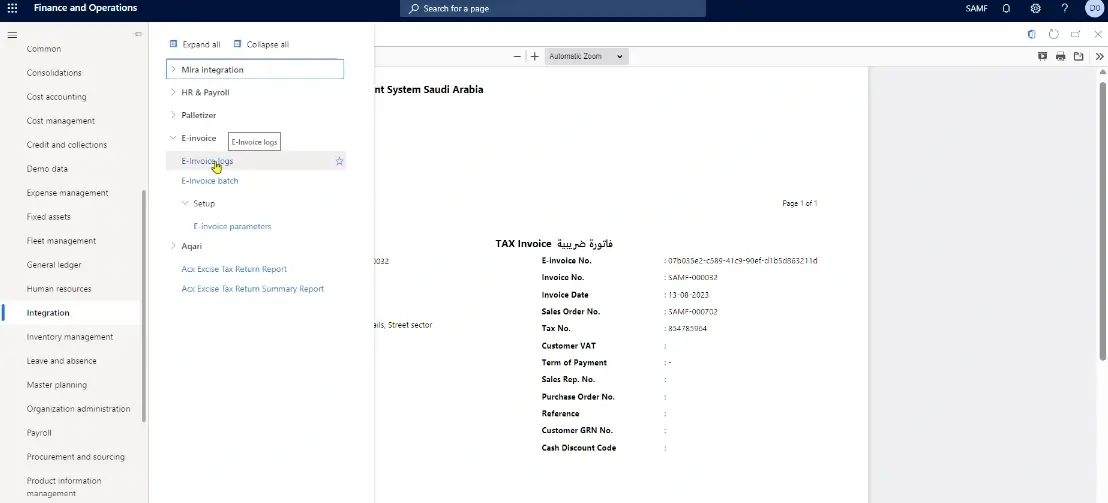 Finance and Operations
Search for a page
SAMF
?
DO
Common
Consolidations
Cost accounting
Cost management
Credit and collections
Demo data
Expense management
Fixed assets
Fleet management
General ledger
Human resources
Integration
Inventory management
Leave and absence
Master planning
Organization administration
Payroll
Procurement and sourcing
Product information
management
Expand all
Collapse all
Mira Integration
HR & Payroll
Palletizer
E-invoice
E-Invoice logs
E-Invoice logs
E-Invoice batch
Setup
E-invoice parameters
Aqari
Acx Excise Tax Return Report
Acx Excise Tax Return Summary Report
Automatic Zoom
nt System Saudi Arabia
Page 1 of 1
TAX Invoice فاتورة ضريبية
0032
ails, Street sector
E-invoice No. : 07b035e2-c589-41c9-90ef-d1b5d863211d
Invoice No. : SAMF-000032
Invoice Date : 13-08-2023
Sales Order No. : SAMF-000702
Tax No. : 854785964
Customer VAT :
Term of Payment : -
Sales Rep. No. :
Purchase Order No. :
Reference :
Customer GRN No. :
Cash Discount Code :